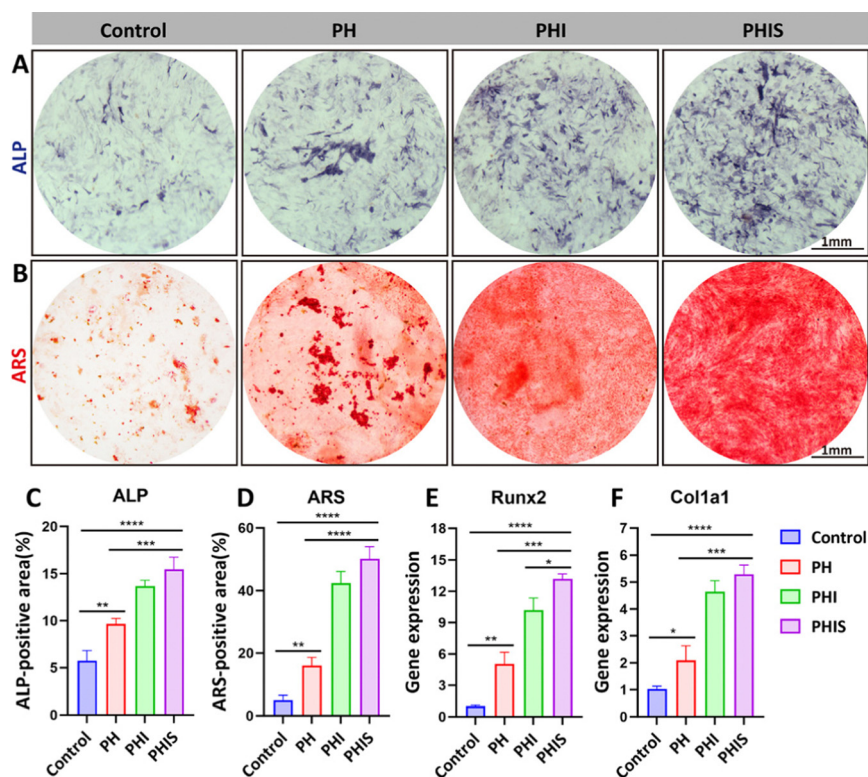 Control PH PHI PHIS
A
ALP
1mm
B
ARS
1mm
C ALP
ALP-positive area(%)
20
15
10
5
0
****
***
**
Control PH PHI PHIS
D ARS
ARS-positive area(%)
80
60
40
20
0
****
****
**
Control PH PHI PHIS
E Runx2
Gene expression
18
15
12
9
6
3
0
****
***
*
**
Control PH PHI PHIS
F Col1a1
Gene expression
7
6
5
4
3
2
1
0
****
***
*
Control PH PHI PHIS
Control
PH
PHI
PHIS